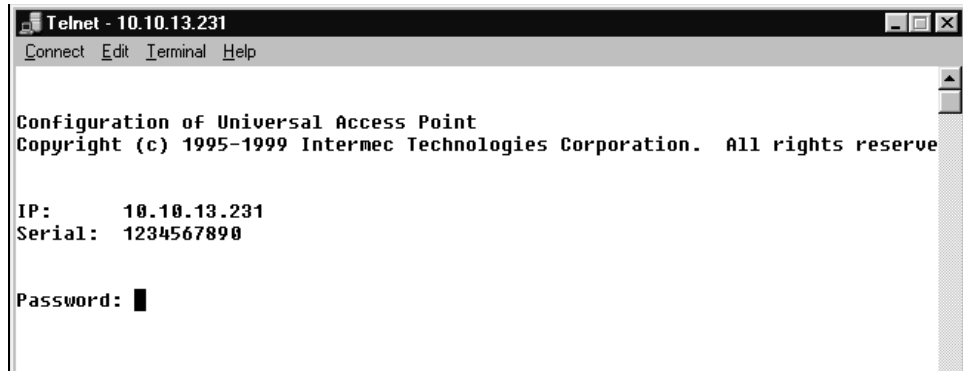 Telnet - 10.10.13.231
Connect Edit Terminal Help
Configuration of Universal Access Point
Copyright (c) 1995-1999 Intermec Technologies Corporation. All rights reserve
IP: 10.10.13.231
Serial: 1234567890
Password: